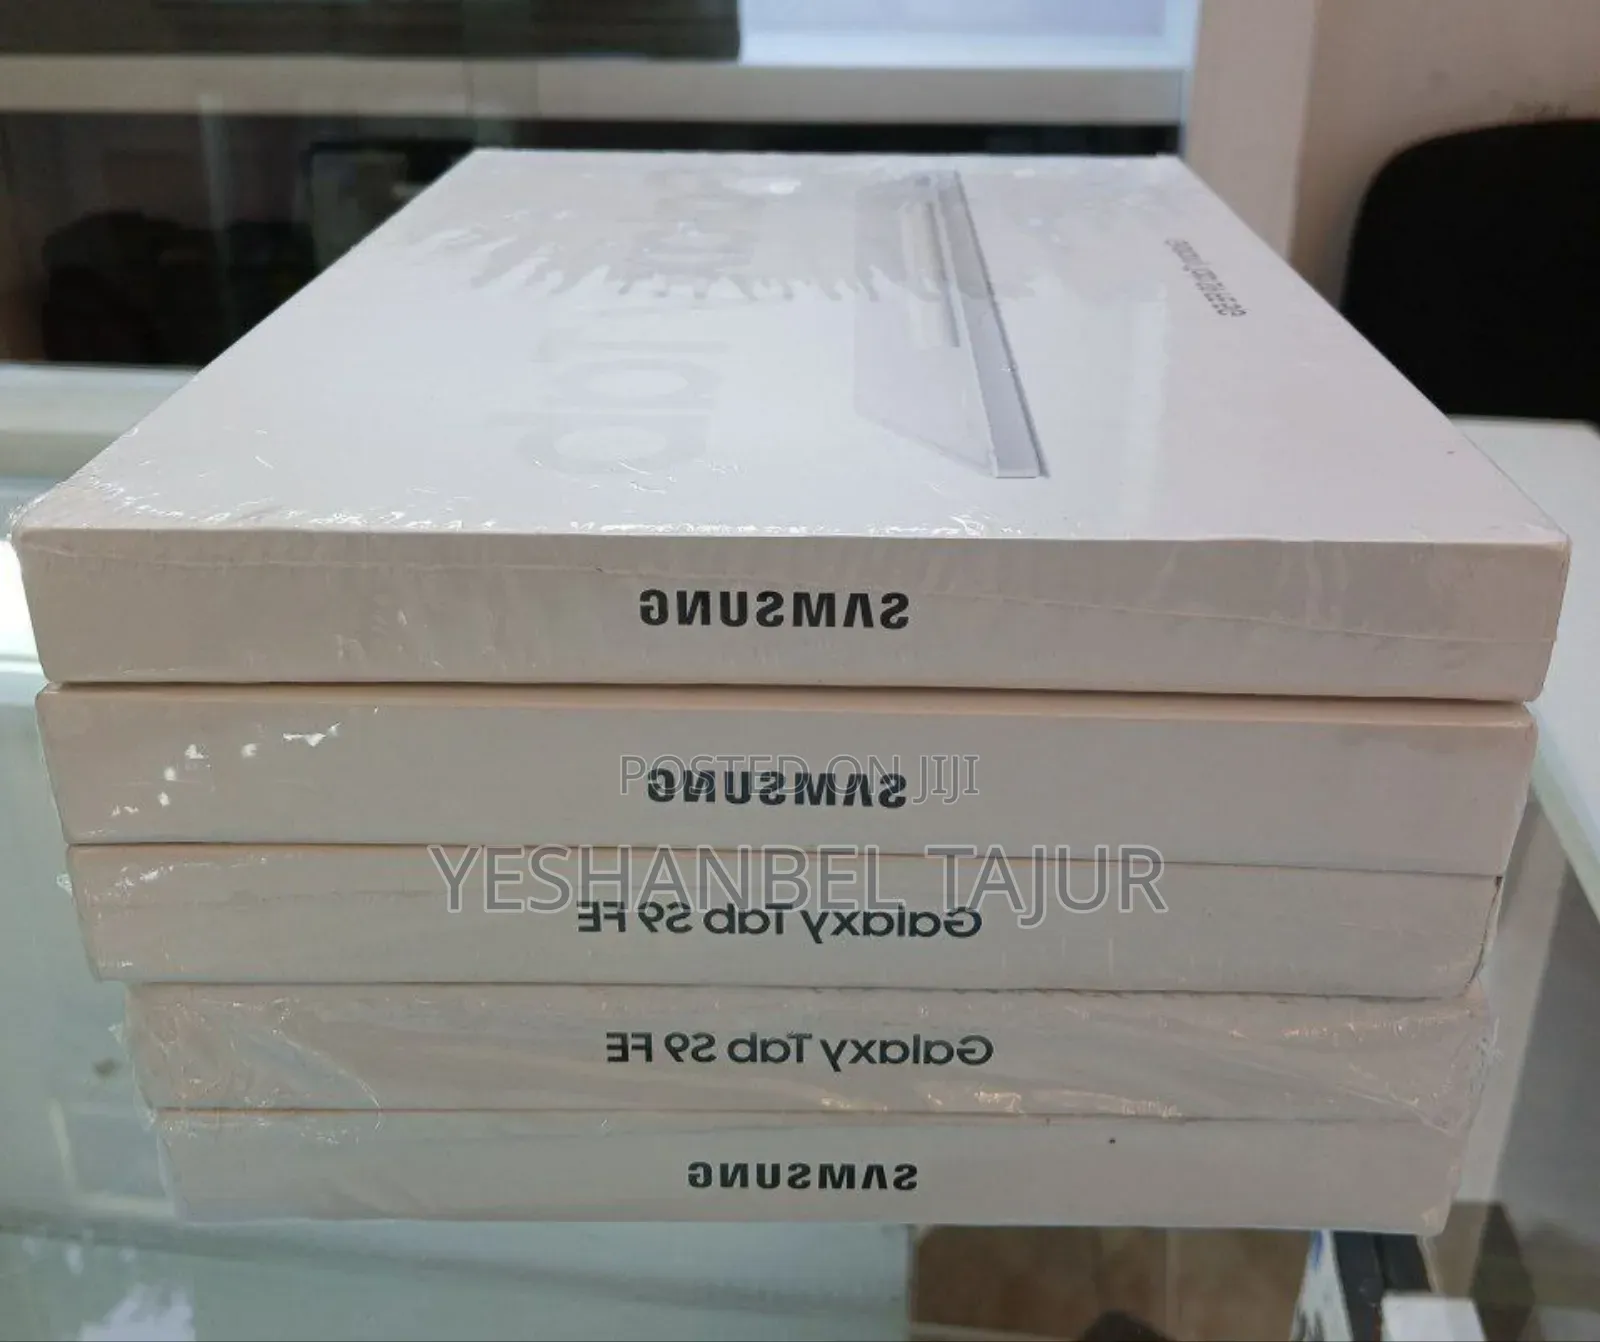 SAMSUNG
POSTED ON JIJI
SAMSUNG
YESHANBEL TAJUR
Galaxy Tab S9 FE
Galaxy Tab S9 FE
SAMSUNG